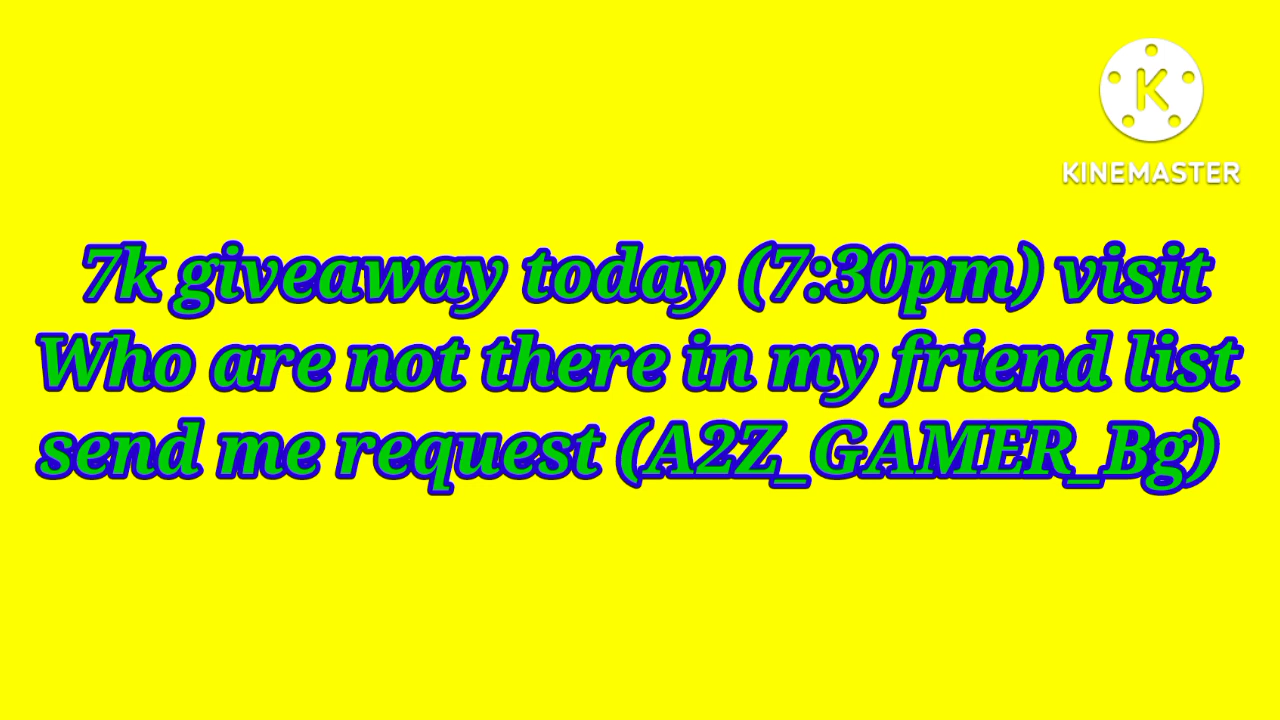 K
KINEMASTER
7k giveaway today (7:30pm) visit
Who are not there in my friend list
send me request (A2Z_GAMER_Bg)